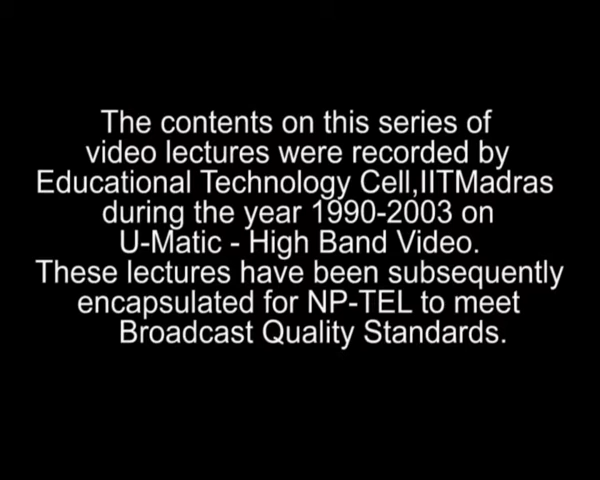 The contents on this series of
video lectures were recorded by
Educational Technology Cell,IITMadras
during the year 1990-2003 on
U-Matic - High Band Video.
These lectures have been subsequently
encapsulated for NP-TEL to meet
Broadcast Quality Standards.